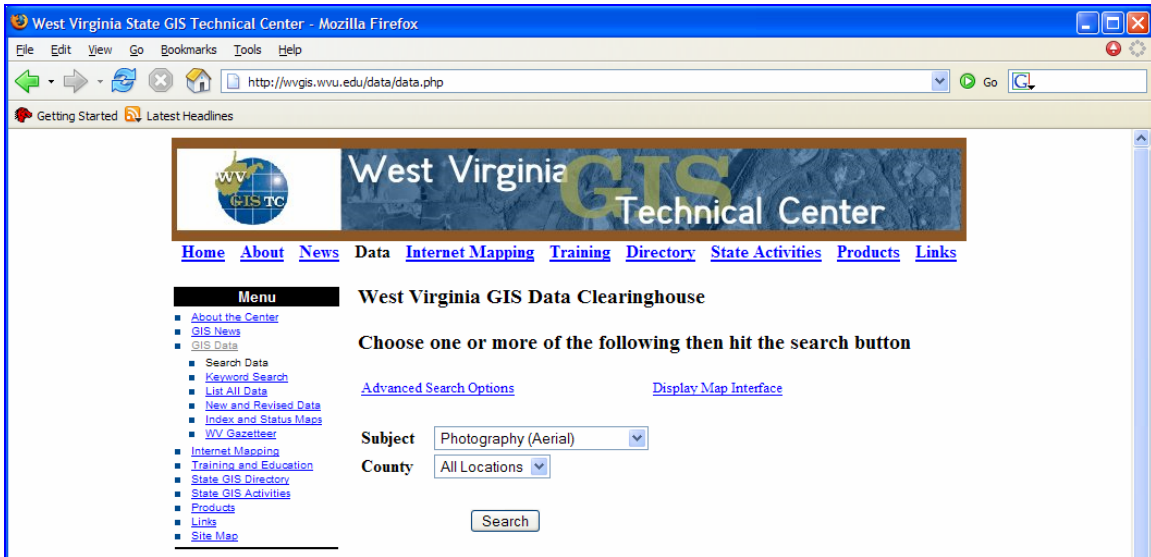 West Virginia State GIS Technical Center - Mozilla Firefox
File Edit View Go Bookmarks Tools Help
http://wvgis.wvu.edu/data/data.php Go G
Getting Started Latest Headlines
WV
GIS TC
West Virginia GIS Technical Center
Home About News Data Internet Mapping Training Directory State Activities Products Links
Menu
About the Center
GIS News
GIS Data
Search Data
Keyword Search
List All Data
New and Revised Data
Index and Status Maps
WV Gazetteer
Internet Mapping
Training and Education
State GIS Directory
State GIS Activities
Products
Links
Site Map
West Virginia GIS Data Clearinghouse
Choose one or more of the following then hit the search button
Advanced Search Options Display Map Interface
Subject Photography (Aerial)
County All Locations
Search